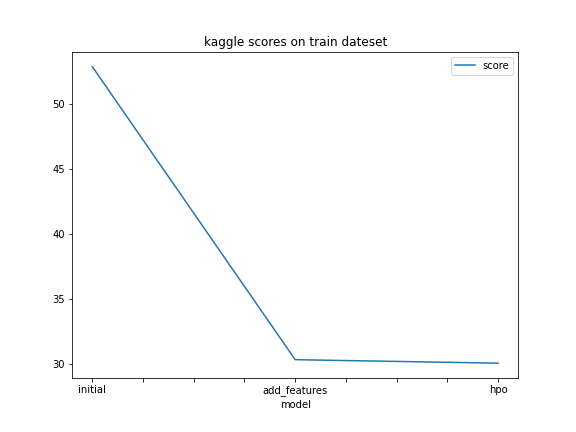 kaggle scores on train dateset
score
50
45
40
35
30
initial
add_features
hpo
model